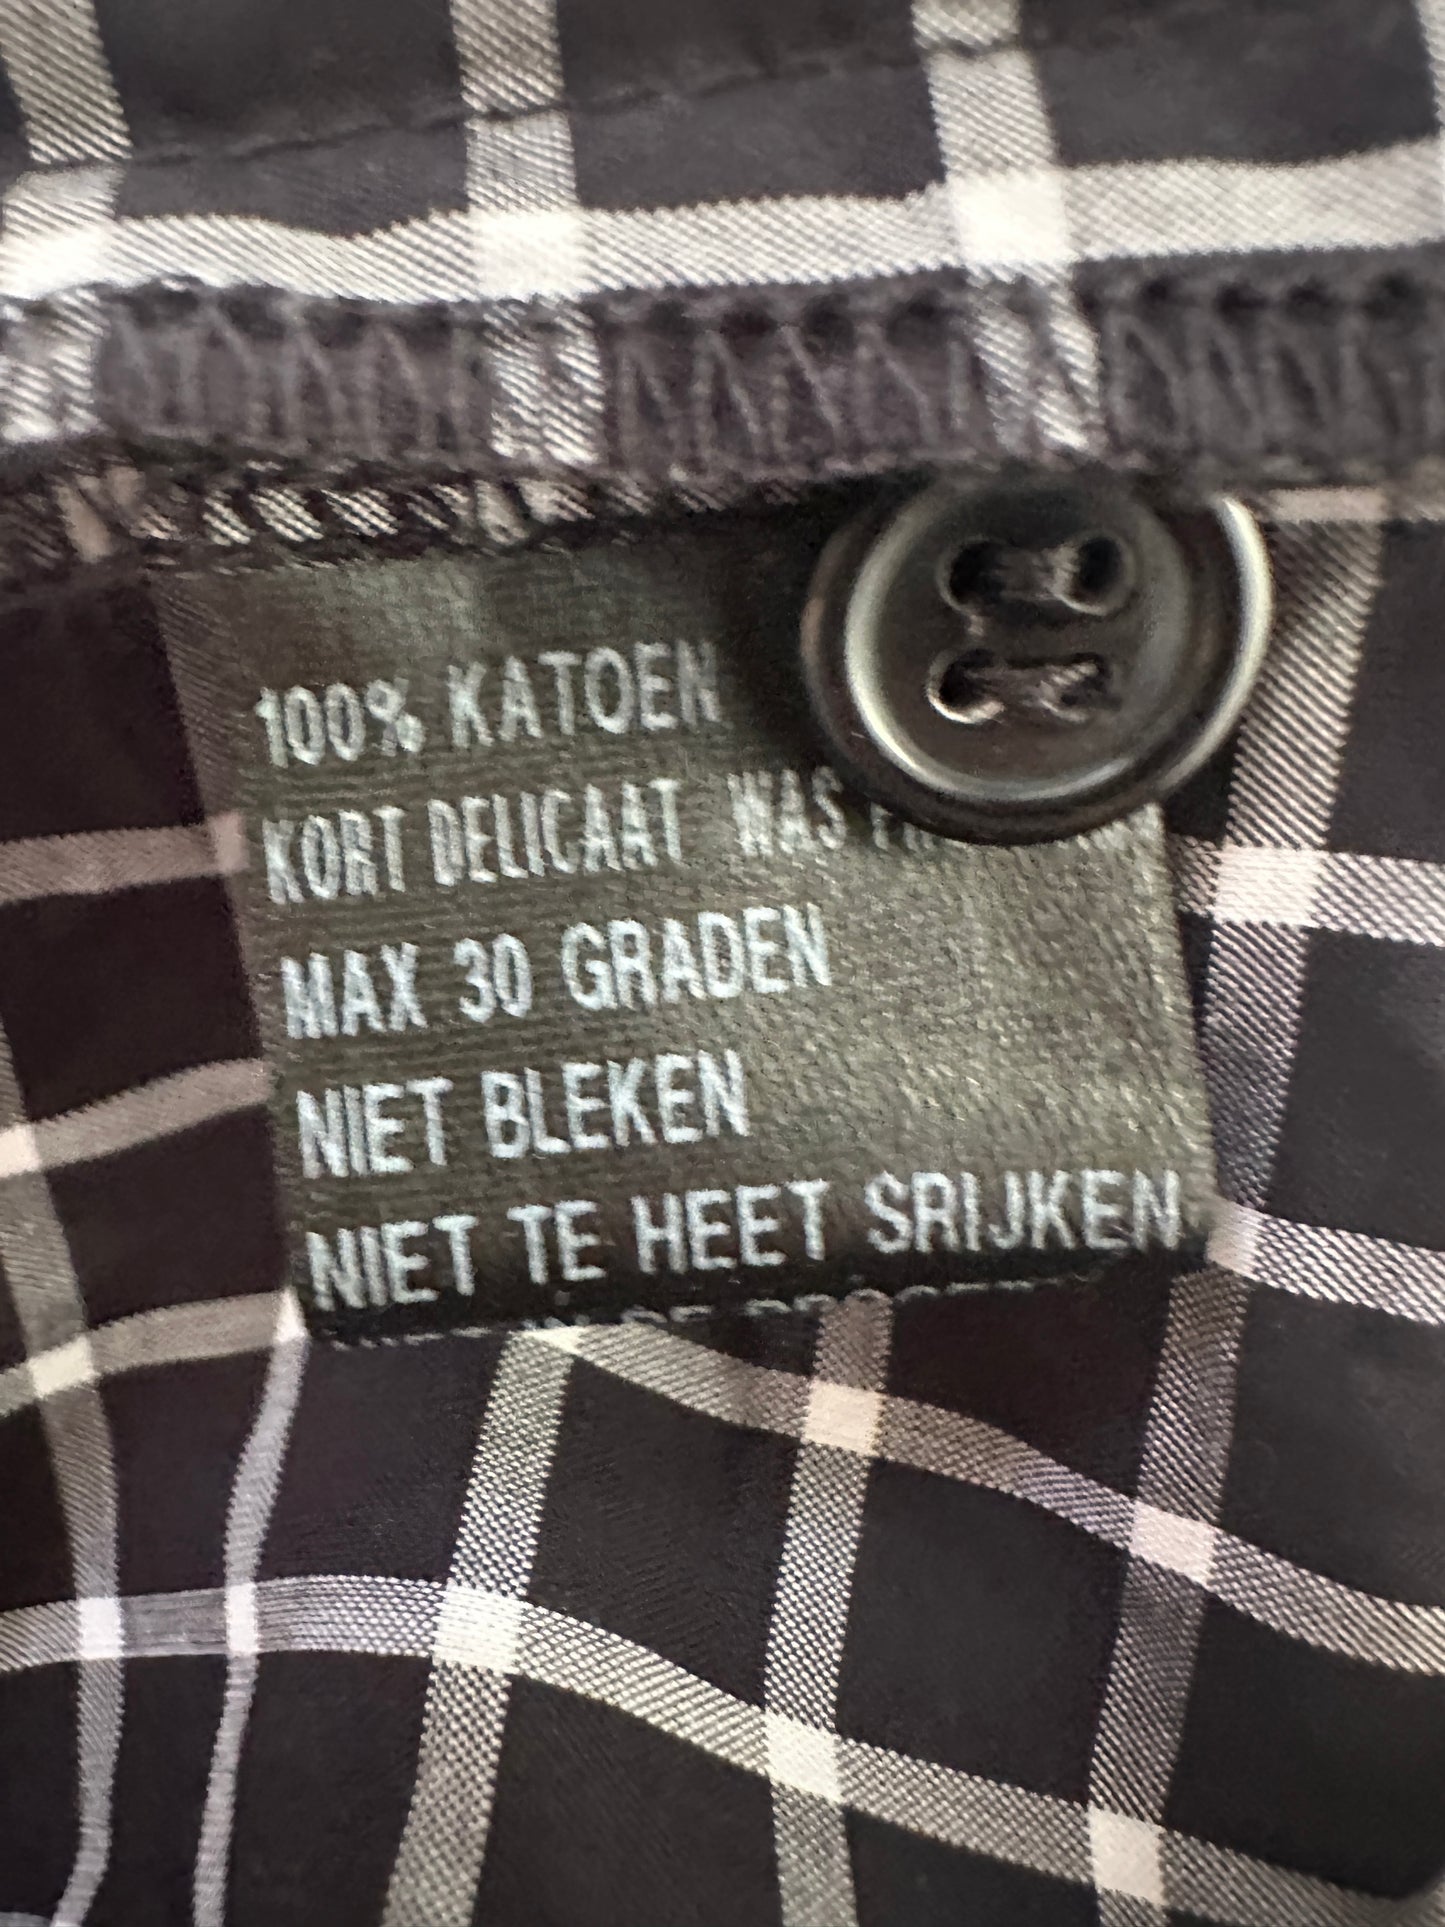 100% KATOEN
KORT DELICAAT WAS
MAX 30 GRADEN
NIET BLEKEN
NIET TE HEET SRIJKEN